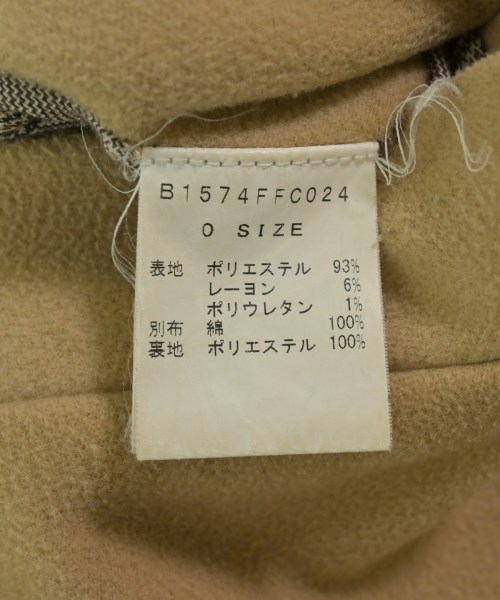 B1574FFC024
0 SIZE
表地 ポリエステル 93%
レーヨン 6%
ポリウレタン 1%
別布 綿 100%
裏地 ポリエステル 100%